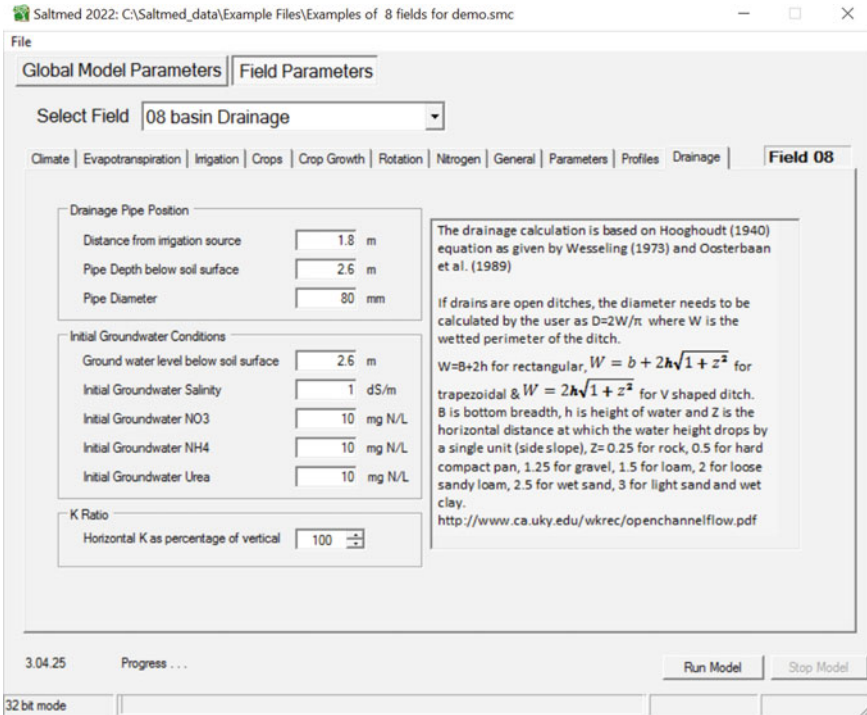 Saltmed 2022: C:\Saltmed_data\Example Files\Examples of 8 fields for demo.smc
File
Global Model Parameters Field Parameters
Select Field 08 basin Drainage
Climate Evapotranspiration Irrigation Crops Crop Growth Rotation Nitrogen General Parameters Profiles Drainage Field 08
Drainage Pipe Position
Distance from irrigation source 1.8 m
Pipe Depth below soil surface 2.6 m
Pipe Diameter 80 mm
Initial Groundwater Conditions
Ground water level below soil surface 2.6 m
Initial Groundwater Salinity 1 dS/m
Initial Groundwater NO3 10 mg N/L
Initial Groundwater NH4 10 mg N/L
Initial Groundwater Urea 10 mg N/L
K Ratio
Horizontal K as percentage of vertical 100
The drainage calculation is based on Hooghoudt (1940)
equation as given by Wesseling (1973) and Oosterbaan
et al. (1989)
If drains are open ditches, the diameter needs to be
calculated by the user as D=2W/π where W is the
wetted perimeter of the ditch.
W=B+2h for rectangular, W = b + 2h√1 + z² for
trapezoidal & W = 2h√1 + z² for V shaped ditch.
B is bottom breadth, h is height of water and Z is the
horizontal distance at which the water height drops by
a single unit (side slope), Z= 0.25 for rock, 0.5 for hard
compact pan, 1.25 for gravel, 1.5 for loam, 2 for loose
sandy loam, 2.5 for wet sand, 3 for light sand and wet
clay.
http://www.ca.uky.edu/wkrec/openchannelflow.pdf
3.04.25 Progress . . . Run Model Stop Model
32 bit mode